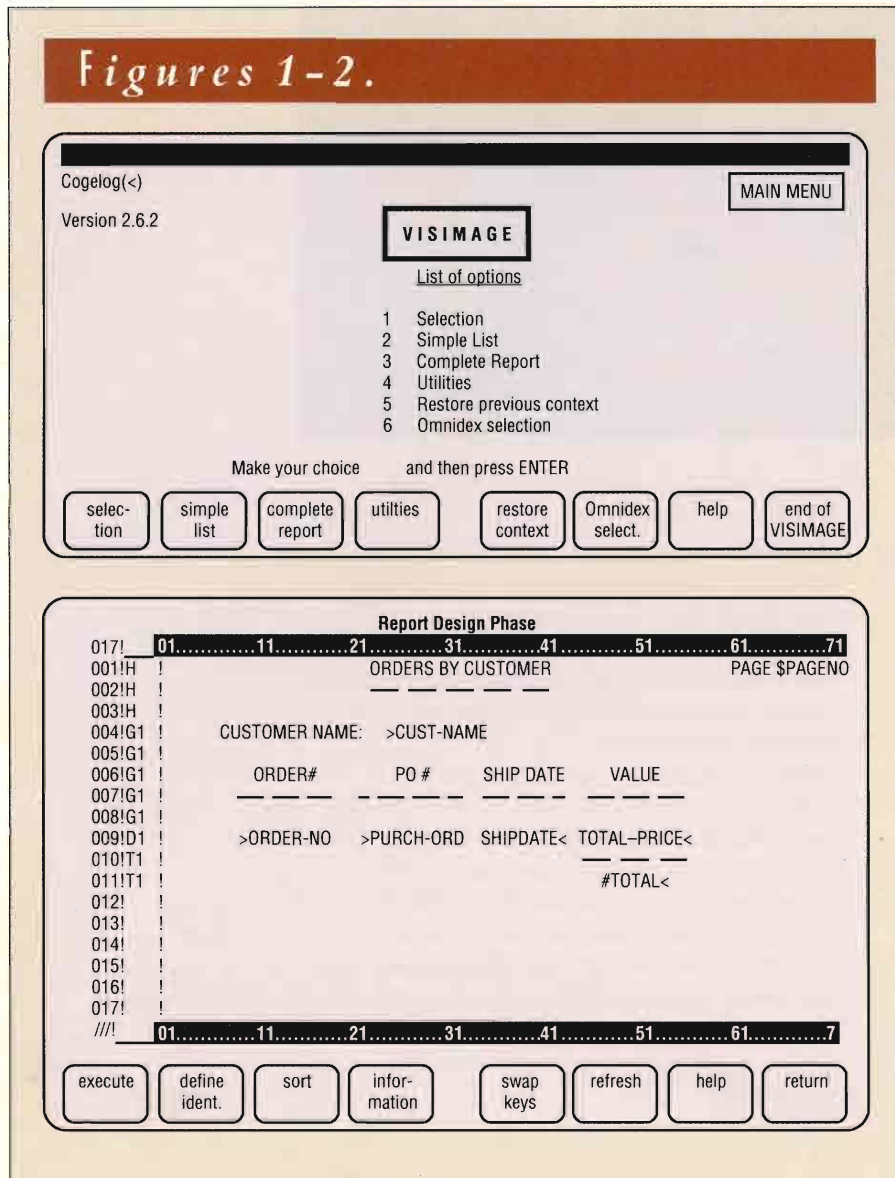 Figures 1-2.
Cogelog(<)
MAIN MENU
Version 2.6.2
VISIMAGE
List of options
1 Selection
2 Simple List
3 Complete Report
4 Utilities
5 Restore previous context
6 Omnidex selection
Make your choice and then press ENTER
selec-tion simple list complete report utilties restore context Omnidex select. help end of VISIMAGE
Report Design Phase
017!___ 01............11............21............31............41............51............61............71
001!H ! ORDERS BY CUSTOMER PAGE $PAGENO
002!H ! — — — — —
003!H !
004!G1 ! CUSTOMER NAME: >CUST-NAME
005!G1 !
006!G1 ! ORDER# PO # SHIP DATE VALUE
007!G1 ! — — — — — — — — — — — —
008!G1 !
009!D1 ! >ORDER-NO >PURCH-ORD SHIPDATE< TOTAL–PRICE<
010!T1 ! — — —
011!T1 ! #TOTAL<
012! !
013! !
014! !
015! !
016! !
017! !
///!___ 01............11............21............31............41............51............61............7
execute define ident. sort infor-mation swap keys refresh help return